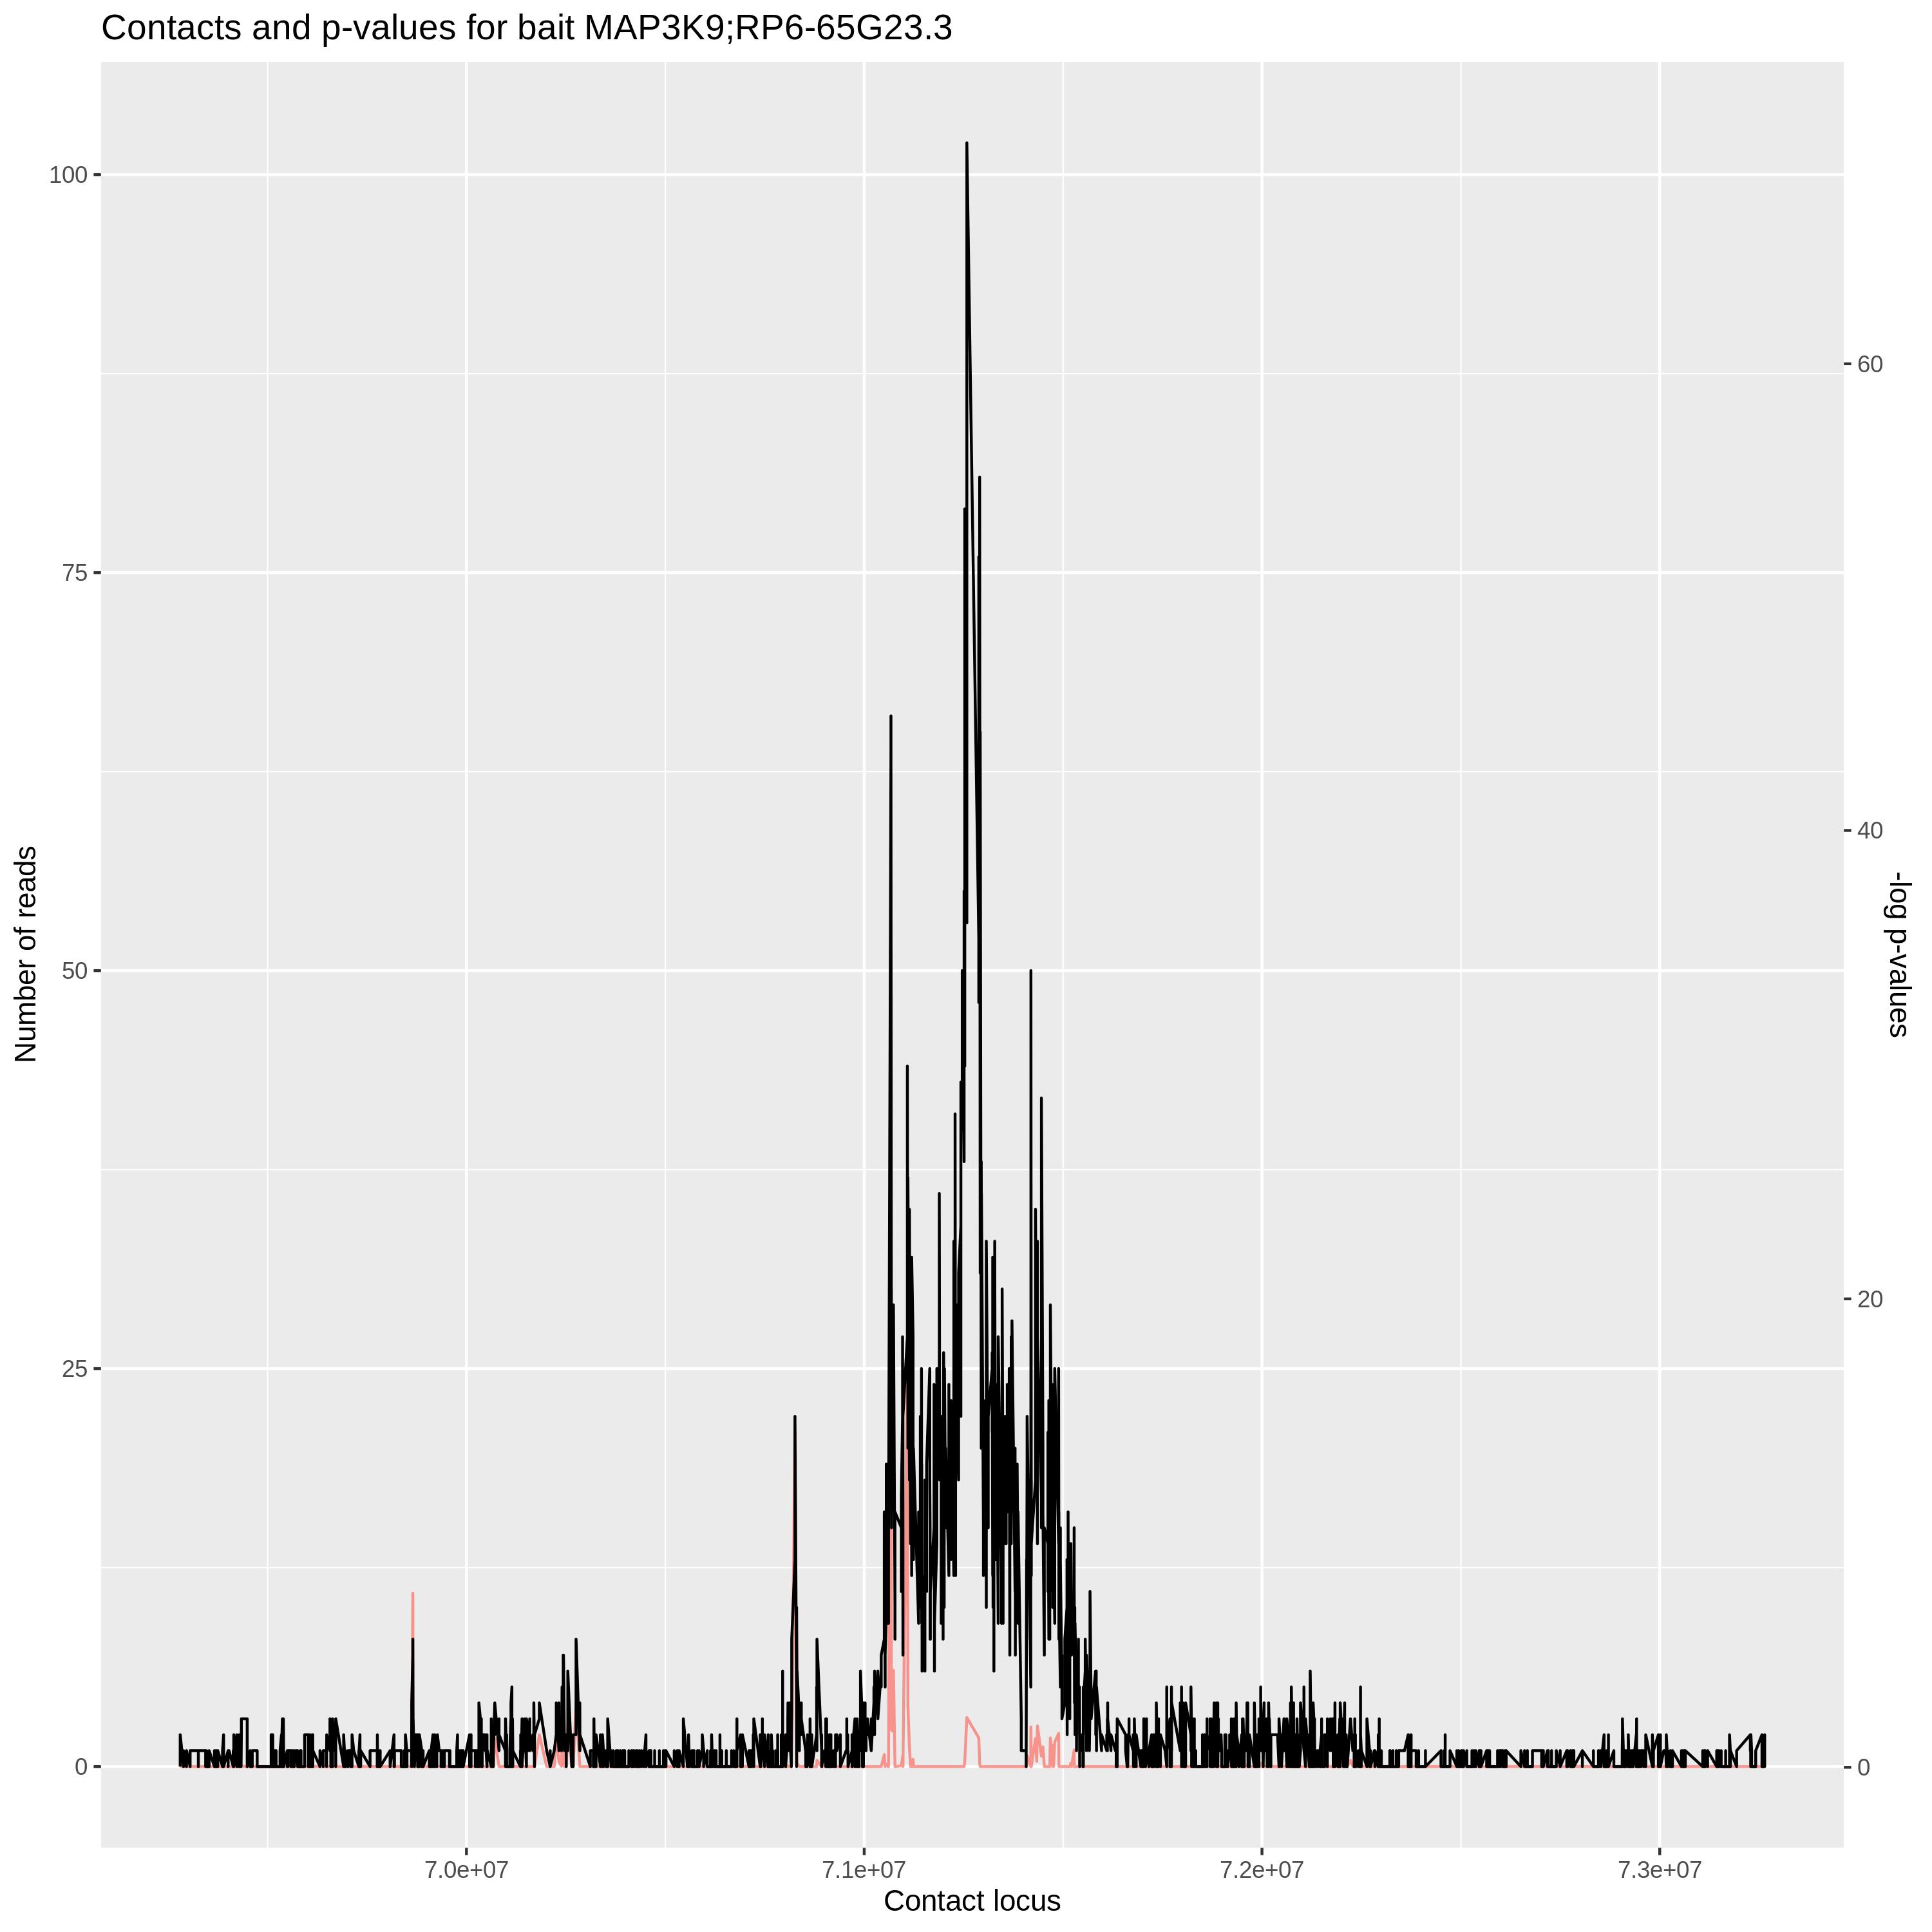 Contacts and p-values for bait MAP3K9;RP6-65G23.3
100
75
50
25
0
Number of reads
60
40
20
0
-log p-values
7.0e+07
7.1e+07
7.2e+07
7.3e+07
Contact locus